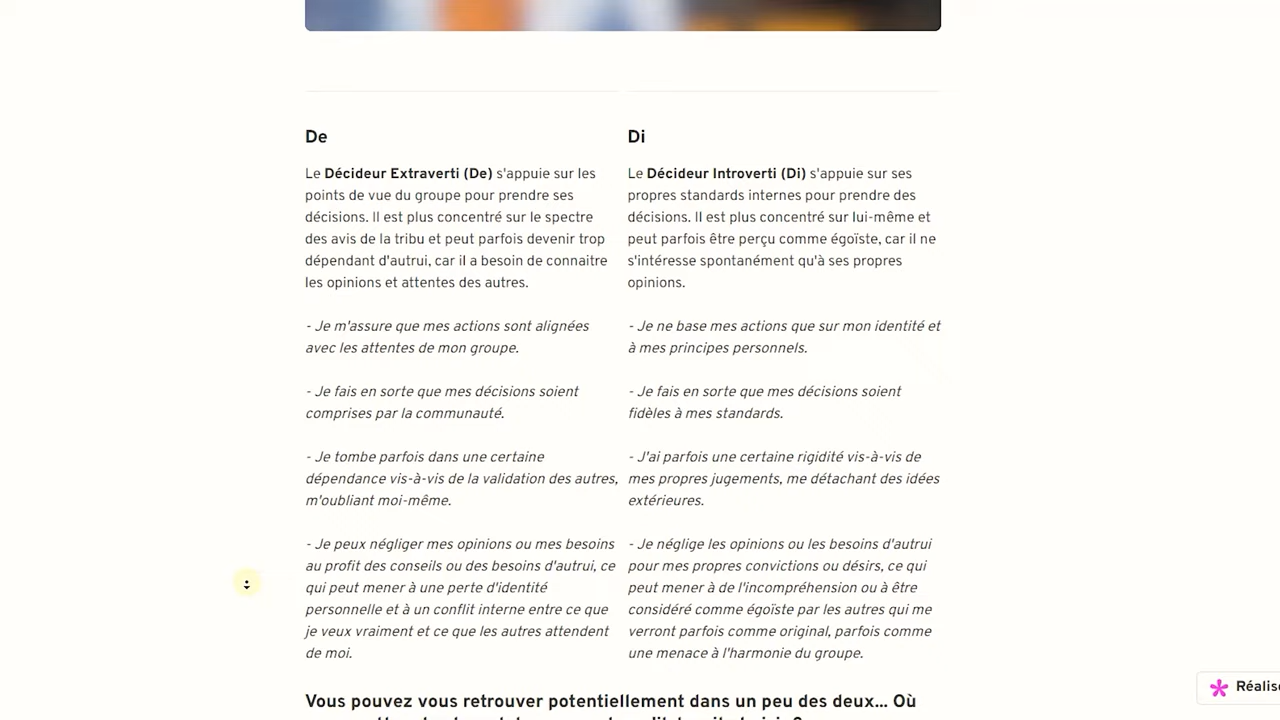 De
Le Décideur Extraverti (De) s'appuie sur les
points de vue du groupe pour prendre ses
décisions. Il est plus concentré sur le spectre
des avis de la tribu et peut parfois devenir trop
dépendant d'autrui, car il a besoin de connaitre
les opinions et attentes des autres.
- Je m'assure que mes actions sont alignées
avec les attentes de mon groupe.
- Je fais en sorte que mes décisions soient
comprises par la communauté.
- Je tombe parfois dans une certaine
dépendance vis-à-vis de la validation des autres,
m'oubliant moi-même.
- Je peux négliger mes opinions ou mes besoins
au profit des conseils ou des besoins d'autrui, ce
qui peut mener à une perte d'identité
personnelle et à un conflit interne entre ce que
je veux vraiment et ce que les autres attendent
de moi.
Di
Le Décideur Introverti (Di) s'appuie sur ses
propres standards internes pour prendre des
décisions. Il est plus concentré sur lui-même et
peut parfois être perçu comme égoïste, car il ne
s'intéresse spontanément qu'à ses propres
opinions.
- Je ne base mes actions que sur mon identité et
à mes principes personnels.
- Je fais en sorte que mes décisions soient
fidèles à mes standards.
- J'ai parfois une certaine rigidité vis-à-vis de
mes propres jugements, me détachant des idées
extérieures.
- Je néglige les opinions ou les besoins d'autrui
pour mes propres convictions ou désirs, ce qui
peut mener à de l'incompréhension ou à être
considéré comme égoïste par les autres qui me
verront parfois comme original, parfois comme
une menace à l'harmonie du groupe.
Vous pouvez vous retrouver potentiellement dans un peu des deux... Où
Réalise